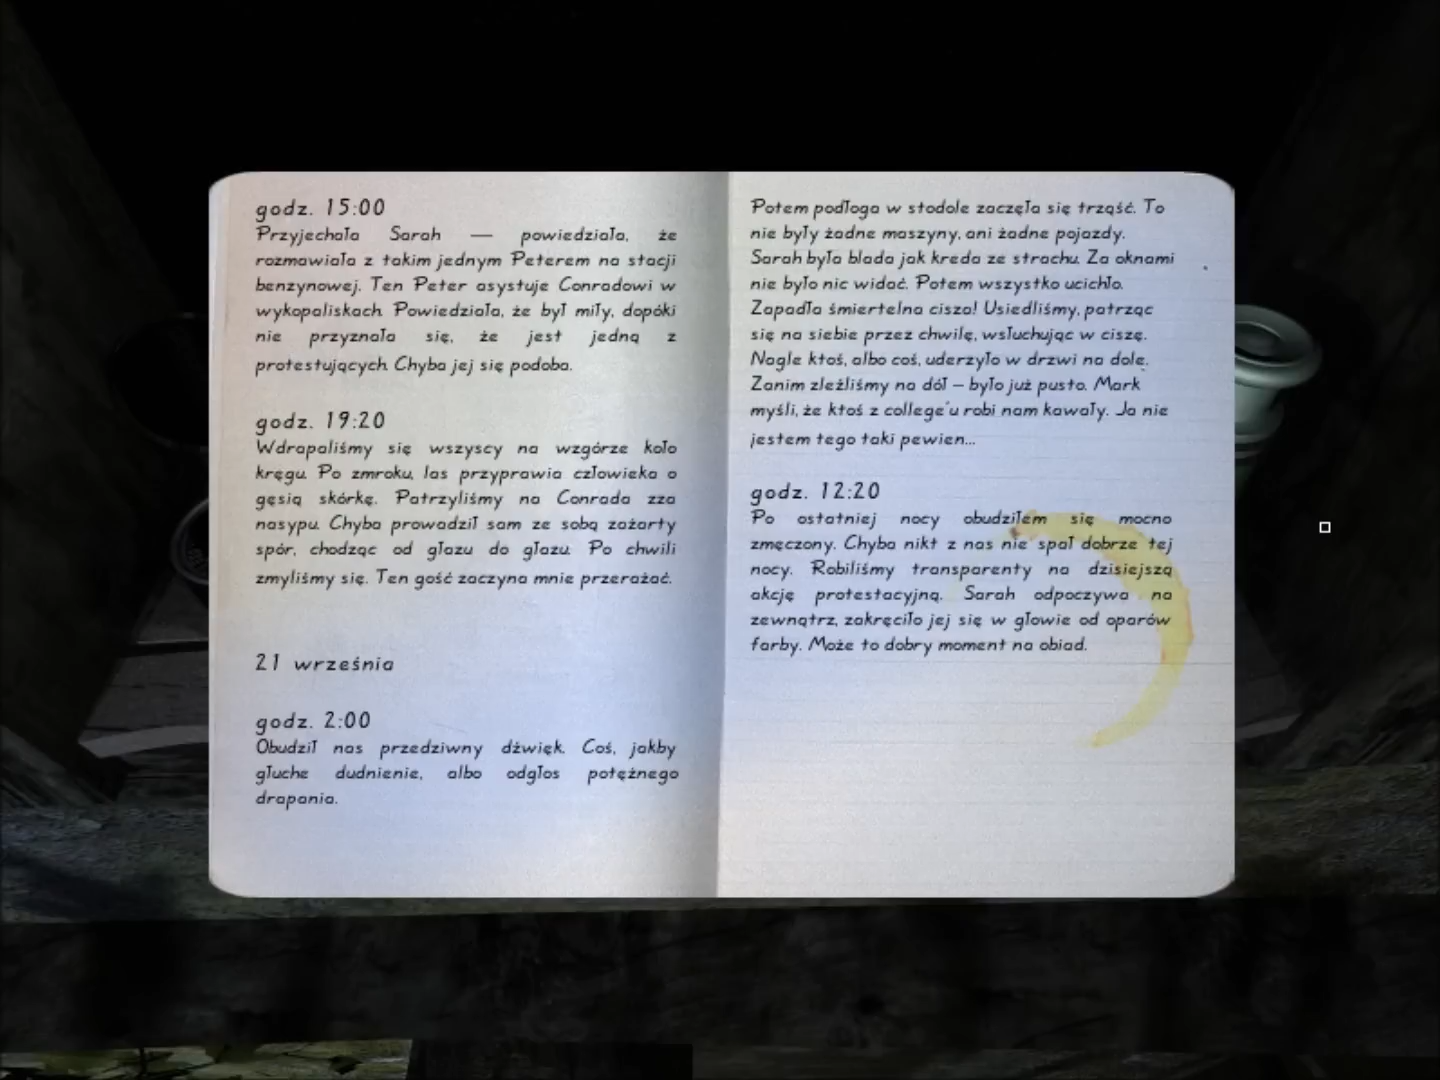 godz. 15:00
Przyjechała Sarah — powiedziała, że
rozmawiała z takim jednym Peterem na stacji
benzynowej. Ten Peter asystuje Conradowi w
wykopaliskach. Powiedziała, że był miły, dopóki
nie przyznała się, że jest jedną z
protestujących. Chyba jej się podoba.
godz. 19:20
Wdrapaliśmy się wszyscy na wzgórze koło
kręgu. Po zmroku, las przyprawia człowieka o
gęsią skórkę. Patrzyliśmy na Conrada zza
nasypu. Chyba prowadził sam ze sobą zażarty
spór, chodząc od głazu do głazu. Po chwili
zmyliśmy się. Ten gość zaczyna mnie przerażać.
21 września
godz. 2:00
Obudził nas przedziwny dźwięk. Coś, jakby
głuche dudnienie, albo odgłos potężnego
drapania.
Potem podłoga w stodole zaczęła się trząść. To
nie były żadne maszyny, ani żadne pojazdy.
Sarah była blada jak kreda ze strachu. Za oknami
nie było nic widać. Potem wszystko ucichło.
Zapadła śmiertelna cisza! Usiedliśmy, patrząc
się na siebie przez chwilę, wsłuchując w ciszę.
Nagle ktoś, albo coś, uderzyło w drzwi na dole.
Zanim zleźliśmy na dół – było już pusto. Mark
myśli, że ktoś z college'u robi nam kawały. Ja nie
jestem tego taki pewien...
godz. 12:20
Po ostatniej nocy obudziłem się mocno
zmęczony. Chyba nikt z nas nie spał dobrze tej
nocy. Robiliśmy transparenty na dzisiejszą
akcję protestacyjną. Sarah odpoczywa na
zewnątrz, zakręciło jej się w głowie od oparów
farby. Może to dobry moment na obiad.